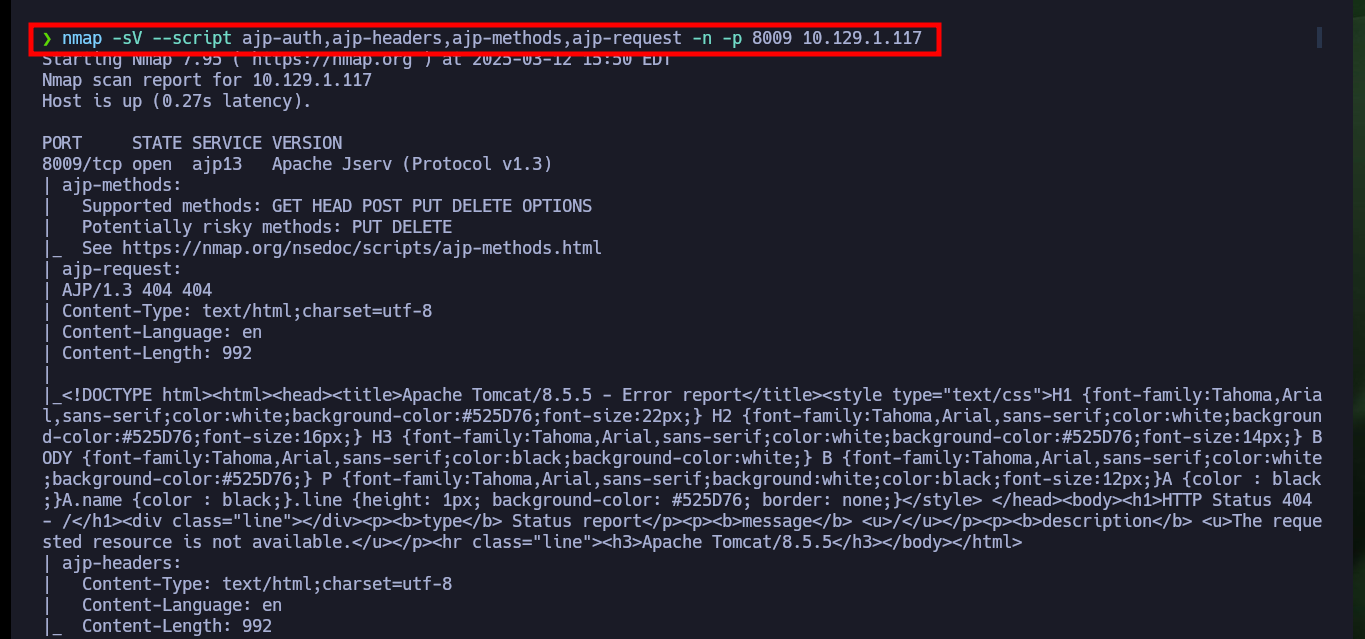 ❯ nmap -sV --script ajp-auth,ajp-headers,ajp-methods,ajp-request -n -p 8009 10.129.1.117
Starting Nmap 7.95 ( https://nmap.org ) at 2025-03-12 15:50 EDT
Nmap scan report for 10.129.1.117
Host is up (0.27s latency).
PORT     STATE SERVICE VERSION
8009/tcp open  ajp13   Apache Jserv (Protocol v1.3)
| ajp-methods:
|   Supported methods: GET HEAD POST PUT DELETE OPTIONS
|   Potentially risky methods: PUT DELETE
|_  See https://nmap.org/nsedoc/scripts/ajp-methods.html
| ajp-request:
| AJP/1.3 404 404
| Content-Type: text/html;charset=utf-8
| Content-Language: en
| Content-Length: 992
|
|_<!DOCTYPE html><html><head><title>Apache Tomcat/8.5.5 - Error report</title><style type="text/css">H1 {font-family:Tahoma,Aria
l,sans-serif;color:white;background-color:#525D76;font-size:22px;} H2 {font-family:Tahoma,Arial,sans-serif;color:white;backgroun
d-color:#525D76;font-size:16px;} H3 {font-family:Tahoma,Arial,sans-serif;color:white;background-color:#525D76;font-size:14px;} B
ODY {font-family:Tahoma,Arial,sans-serif;color:black;background-color:white;} B {font-family:Tahoma,Arial,sans-serif;color:white
;background-color:#525D76;} P {font-family:Tahoma,Arial,sans-serif;background:white;color:black;font-size:12px;}A {color : black
;}A.name {color : black;}.line {height: 1px; background-color: #525D76; border: none;}</style> </head><body><h1>HTTP Status 404
- /</h1><div class="line"></div><p><b>type</b> Status report</p><p><b>message</b> <u>/</u></p><p><b>description</b> <u>The reque
sted resource is not available.</u></p><hr class="line"><h3>Apache Tomcat/8.5.5</h3></body></html>
| ajp-headers:
|   Content-Type: text/html;charset=utf-8
|   Content-Language: en
|_  Content-Length: 992